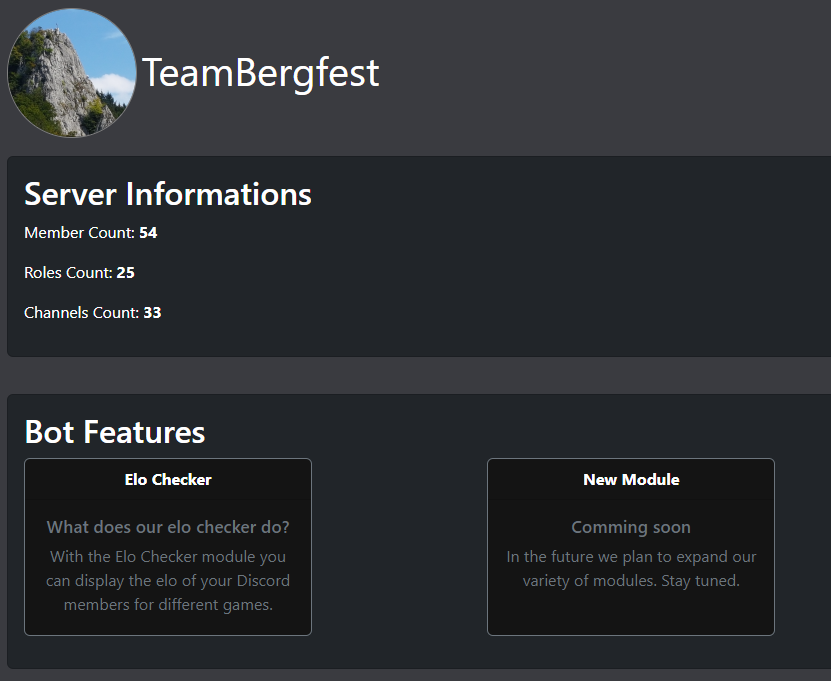 TeamBergfest
Server Informations
Member Count: 54
Roles Count: 25
Channels Count: 33
Bot Features
Elo Checker
What does our elo checker do?
With the Elo Checker module you
can display the elo of your Discord
members for different games.
New Module
Comming soon
In the future we plan to expand our
variety of modules. Stay tuned.